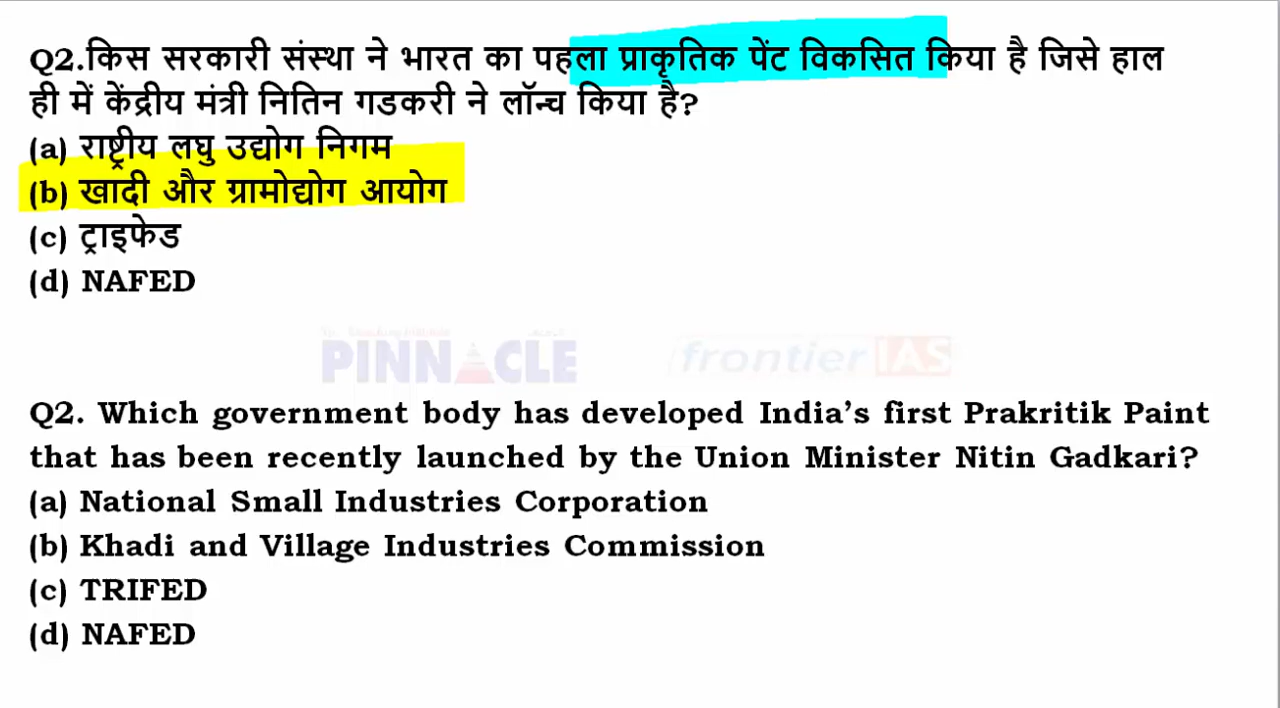 Q2.किस सरकारी संस्था ने भारत का पहला प्राकृतिक पेंट विकसित किया है जिसे हाल
ही में केंद्रीय मंत्री नितिन गडकरी ने लॉन्च किया है?
(a) राष्ट्रीय लघु उद्योग निगम
(b) खादी और ग्रामोद्योग आयोग
(c) ट्राइफेड
(d) NAFED
PINNACLE frontier IAS
Q2. Which government body has developed India’s first Prakritik Paint
that has been recently launched by the Union Minister Nitin Gadkari?
(a) National Small Industries Corporation
(b) Khadi and Village Industries Commission
(c) TRIFED
(d) NAFED